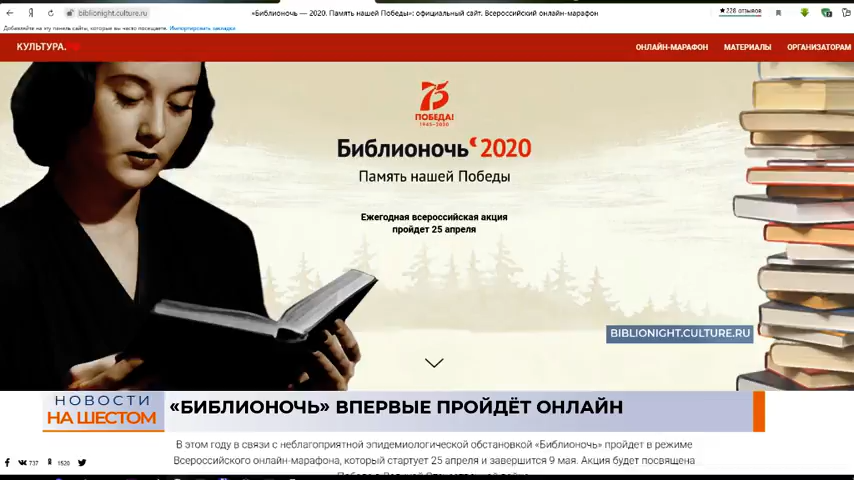 biblionight.culture.ru
«Библионочь — 2020. Память нашей Победы»: официальный сайт. Всероссийский онлайн-марафон
★ 228 отзывов
Добавляйте на эту панель сайты, которые вы часто посещаете. Импортировать закладки
КУЛЬТУРА.РФ
ОНЛАЙН-МАРАФОН МАТЕРИАЛЫ ОРГАНИЗАТОРАМ
75
ПОБЕДА!
1945–2020
Библионочь 2020
Память нашей Победы
Ежегодная всероссийская акция
пройдет 25 апреля
BIBLIONIGHT.CULTURE.RU
НОВОСТИ
НА ШЕСТОМ
«БИБЛИОНОЧЬ» ВПЕРВЫЕ ПРОЙДЁТ ОНЛАЙН
В этом году в связи с неблагоприятной эпидемиологической обстановкой «Библионочь» пройдет в режиме
Всероссийского онлайн-марафона, который стартует 25 апреля и завершится 9 мая. Акция будет посвящена
737 1520